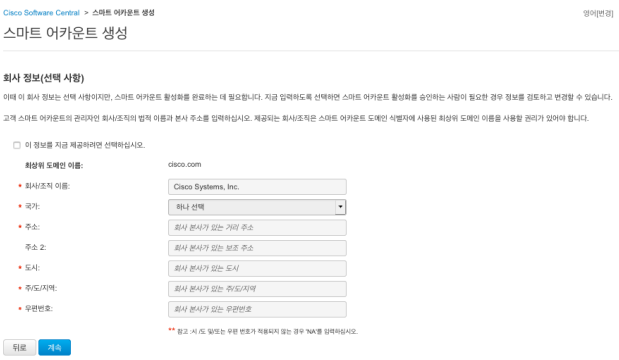 Cisco Software Central > 스마트 어카운트 생성
영어[변경]
스마트 어카운트 생성
회사 정보(선택 사항)
이때 이 회사 정보는 선택 사항이지만, 스마트 어카운트 활성화를 완료하는 데 필요합니다. 지금 입력하도록 선택하면 스마트 어카운트 활성화를 승인하는 사람이 필요한 경우 정보를 검토하고 변경할 수 있습니다.
고객 스마트 어카운트의 관리자인 회사/조직의 법적 이름과 본사 주소를 입력하십시오. 제공되는 회사/조직은 스마트 어카운트 도메인 식별자에 사용된 최상위 도메인 이름을 사용할 권리가 있어야 합니다.
이 정보를 지금 제공하려면 선택하십시오.
최상위 도메인 이름: cisco.com
* 회사/조직 이름: Cisco Systems, Inc.
* 국가: 하나 선택
* 주소: 회사 본사가 있는 거리 주소
주소 2: 회사 본사가 있는 보조 주소
* 도시: 회사 본사가 있는 도시
* 주/도/지역: 회사 본사가 있는 주/도/지역
* 우편번호: 회사 본사가 있는 우편번호
** 참고 :시 /도 및/또는 우편 번호가 적용되지 않는 경우 'NA'를 입력하십시오.
뒤로 계속